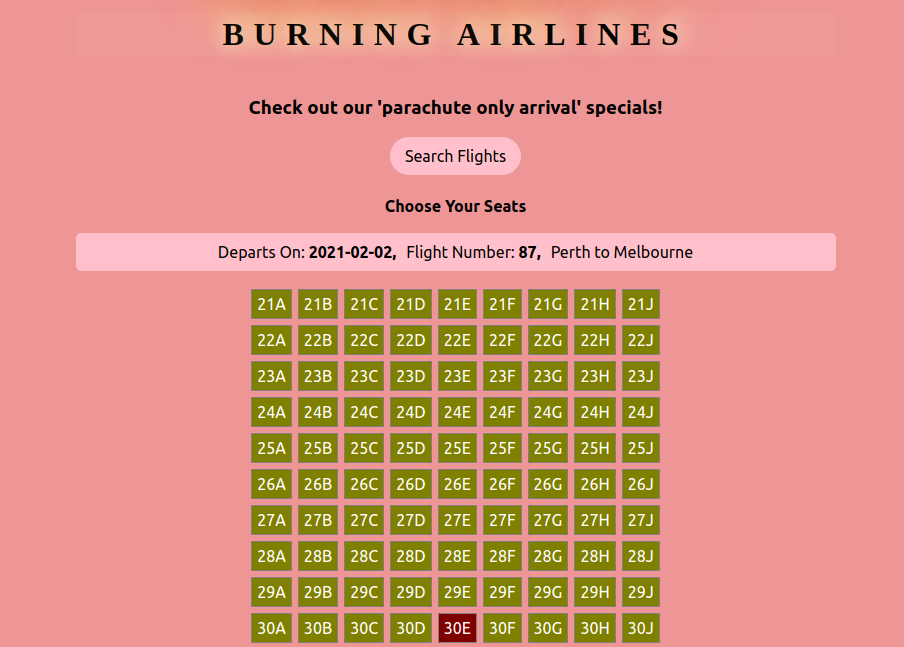 BURNING AIRLINES
Check out our 'parachute only arrival' specials!
Search Flights
Choose Your Seats
Departs On: 2021-02-02, Flight Number: 87, Perth to Melbourne
21A 21B 21C 21D 21E 21F 21G 21H 21J
22A 22B 22C 22D 22E 22F 22G 22H 22J
23A 23B 23C 23D 23E 23F 23G 23H 23J
24A 24B 24C 24D 24E 24F 24G 24H 24J
25A 25B 25C 25D 25E 25F 25G 25H 25J
26A 26B 26C 26D 26E 26F 26G 26H 26J
27A 27B 27C 27D 27E 27F 27G 27H 27J
28A 28B 28C 28D 28E 28F 28G 28H 28J
29A 29B 29C 29D 29E 29F 29G 29H 29J
30A 30B 30C 30D 30E 30F 30G 30H 30J